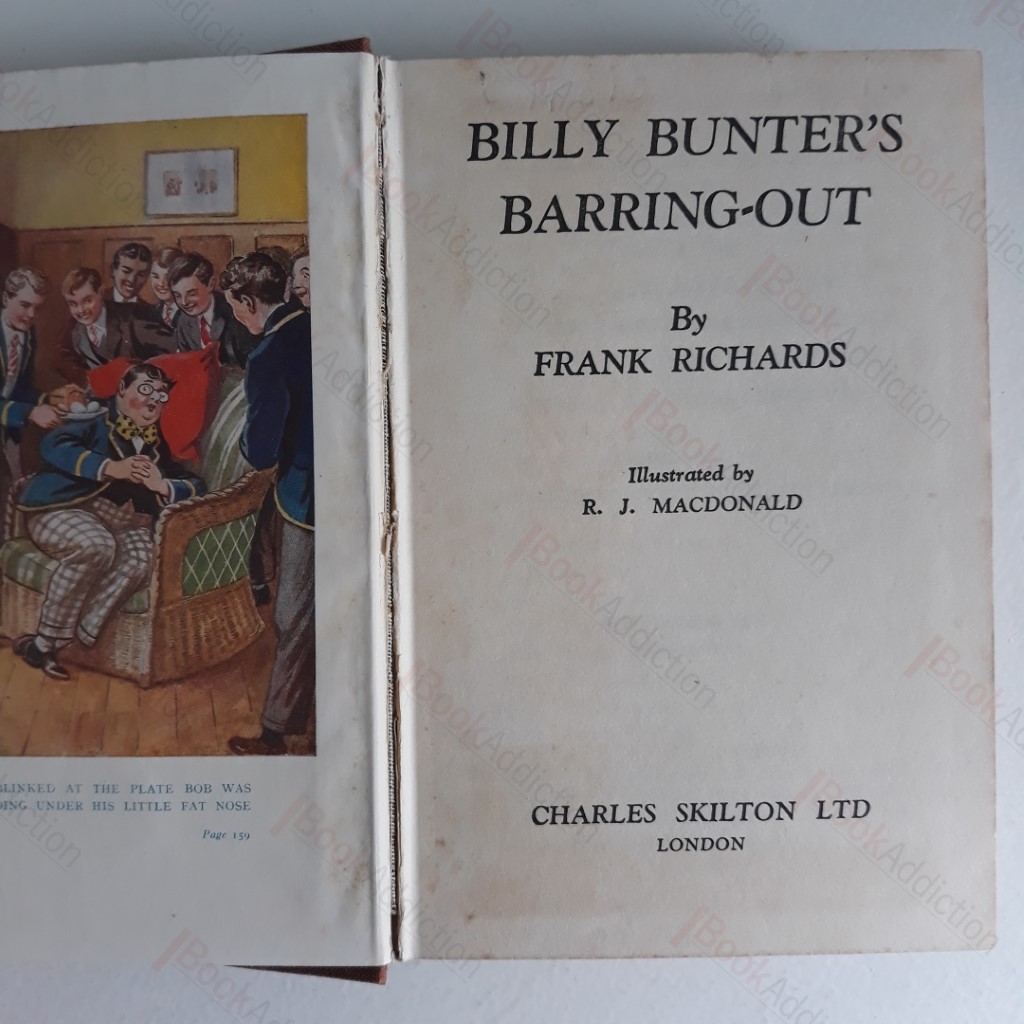 BLINKED AT THE PLATE BOB WAS
UNDER HIS LITTLE FAT NOSE
Page 159
BILLY BUNTER'S
BARRING-OUT
By
FRANK RICHARDS
Illustrated by
R. J. MACDONALD
CHARLES SKILTON LTD
LONDON
BookAddiction